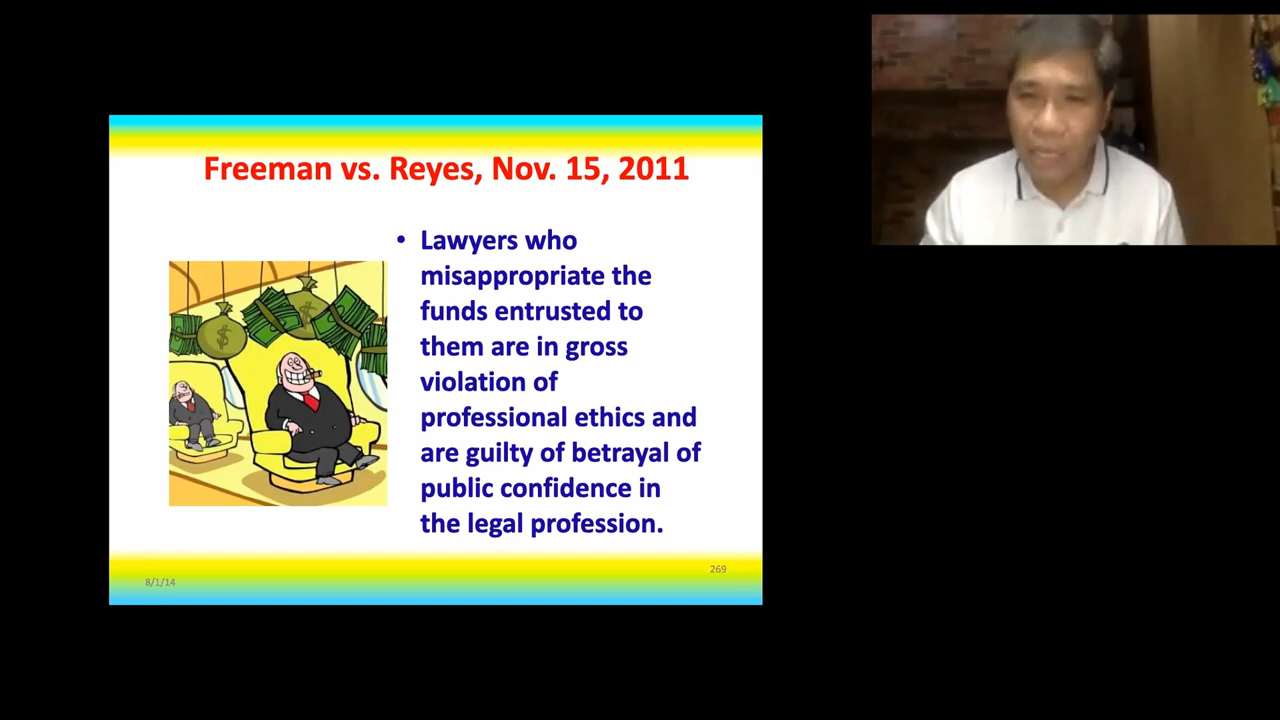 Freeman vs. Reyes, Nov. 15, 2011
• Lawyers who
misappropriate the
funds entrusted to
them are in gross
violation of
professional ethics and
are guilty of betrayal of
public confidence in
the legal profession.
$
$
8/1/14
269